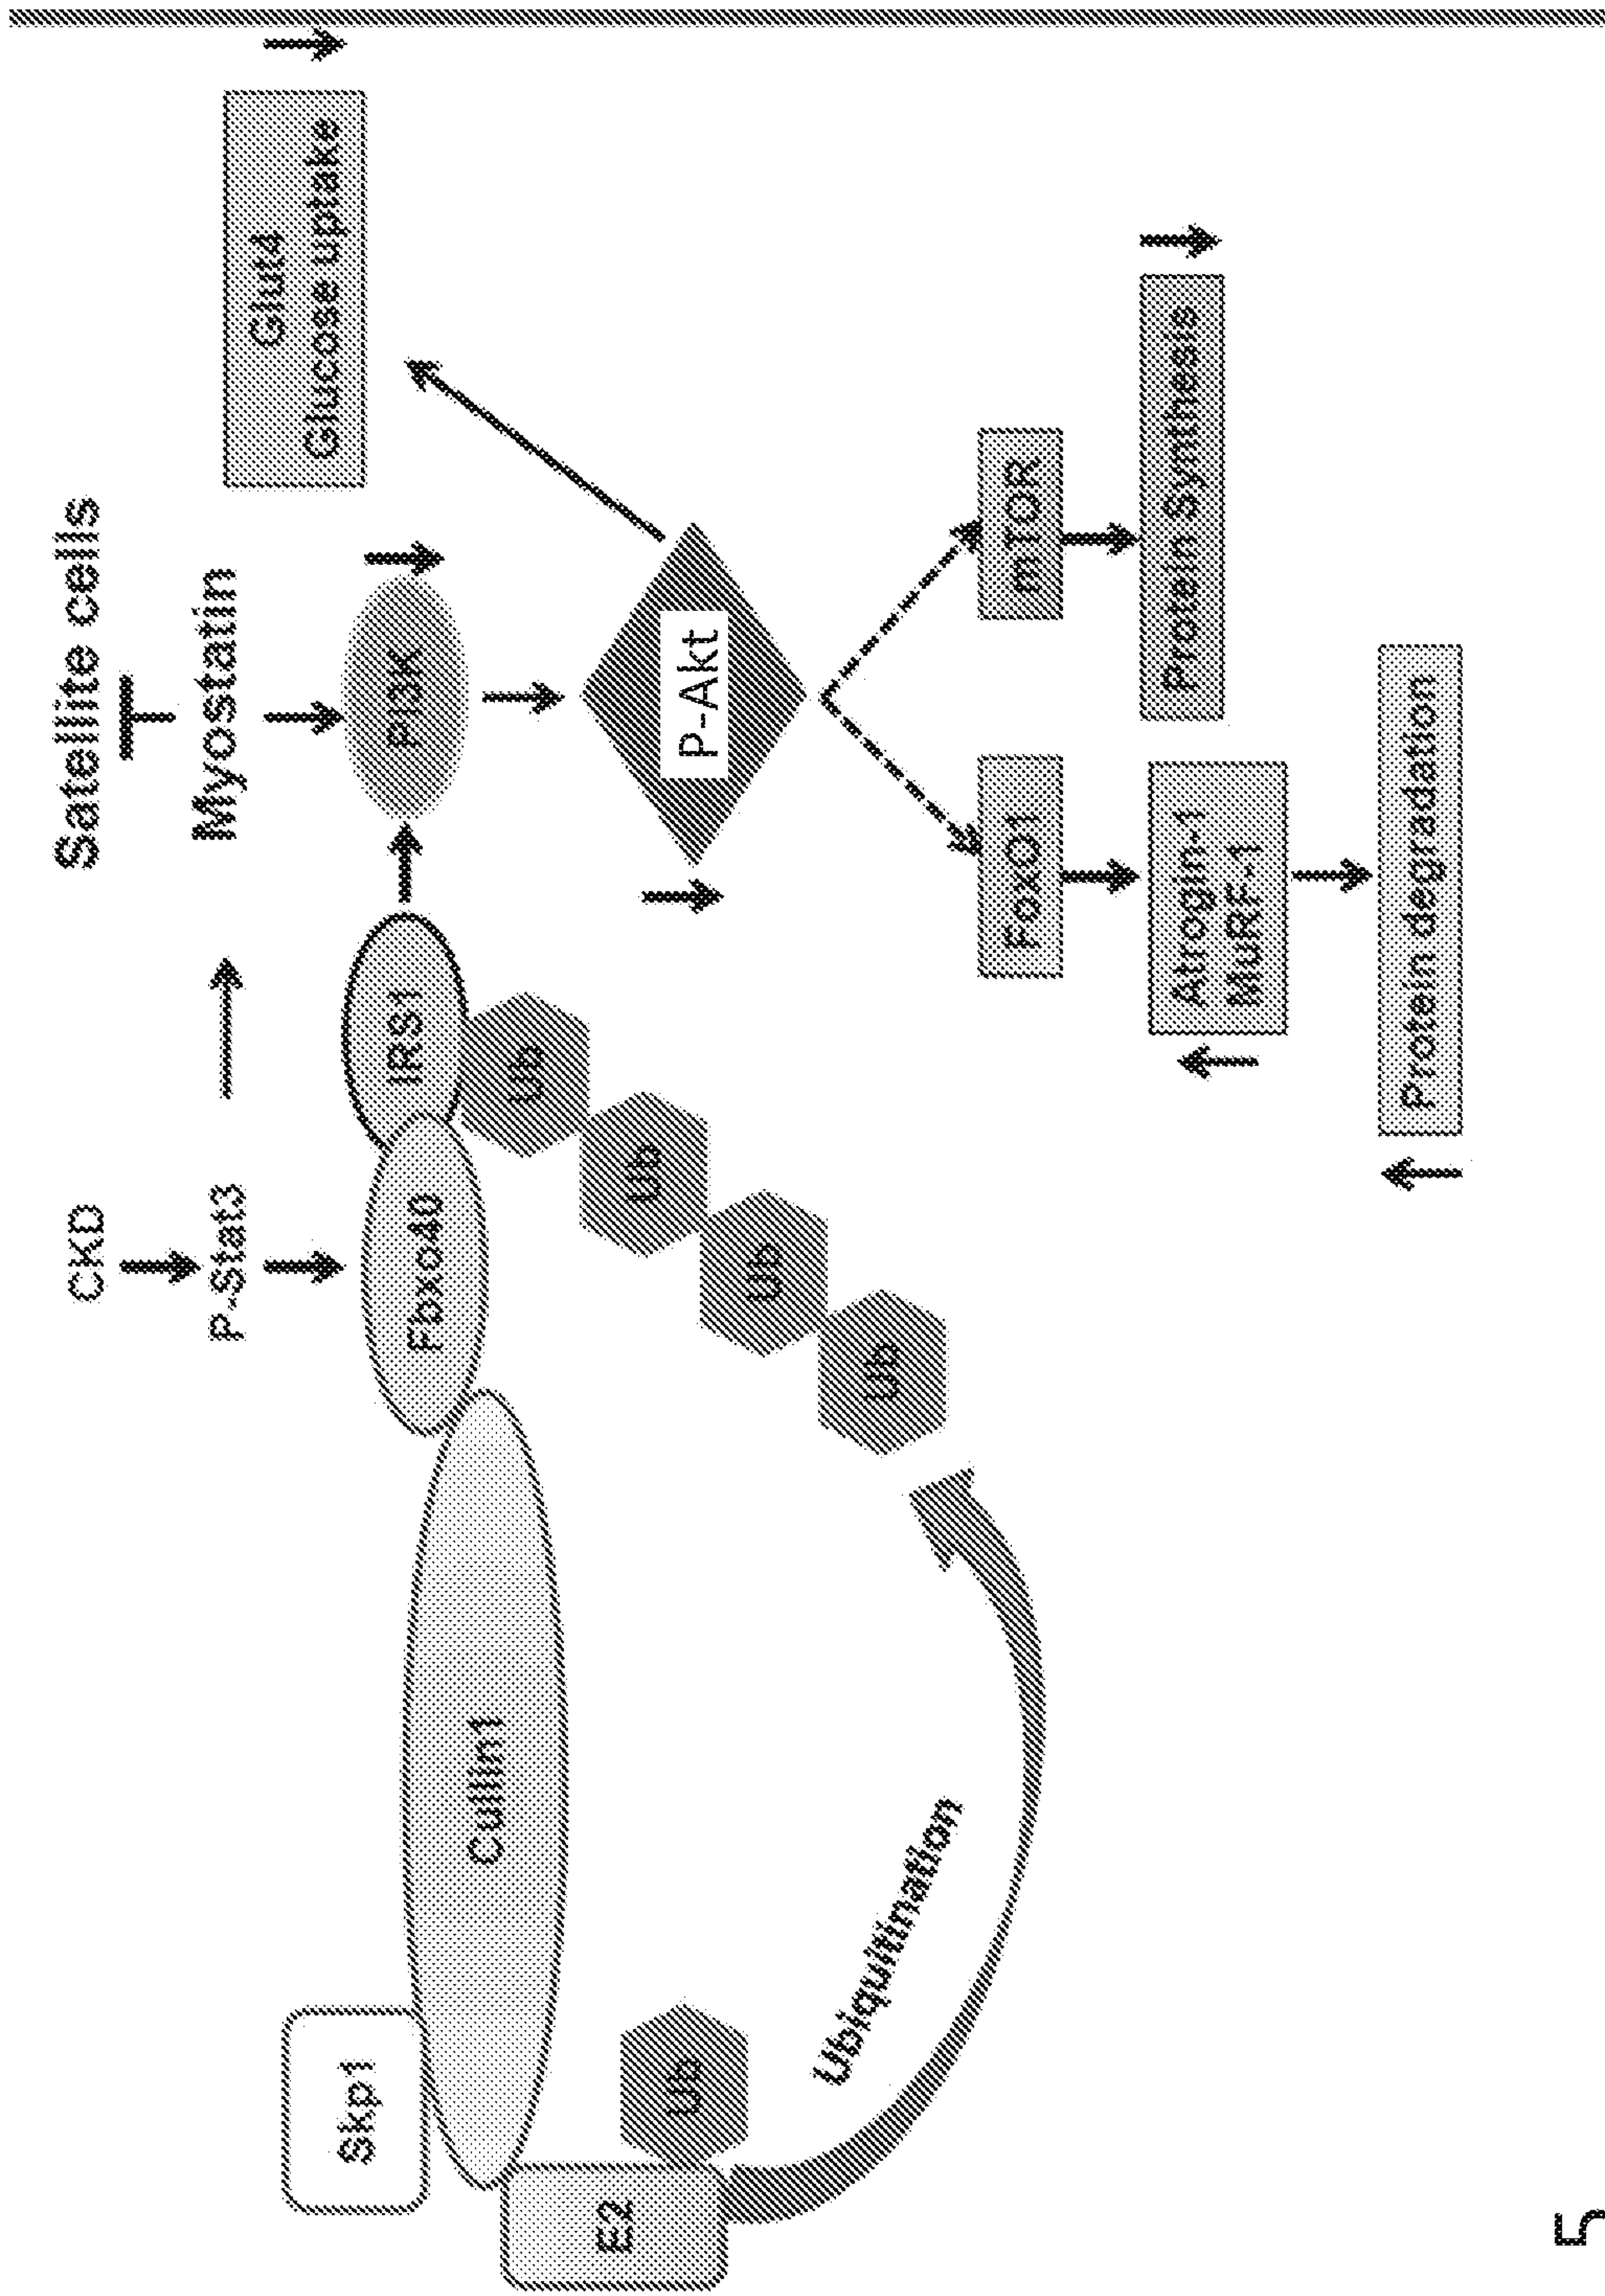 Satellite cells
CKD
Myostatin
P-Stat3
Glut4
Glucose uptake
Skp1
Cullin1
Fbxo40
IRS1
PI3K
E2
Ub
Ub
Ub
Ub
Ub
P-Akt
Ubiquitination
FoxO1
mTOR
Atrogin-1
MuRF-1
Protein Synthesis
Protein degradation
5